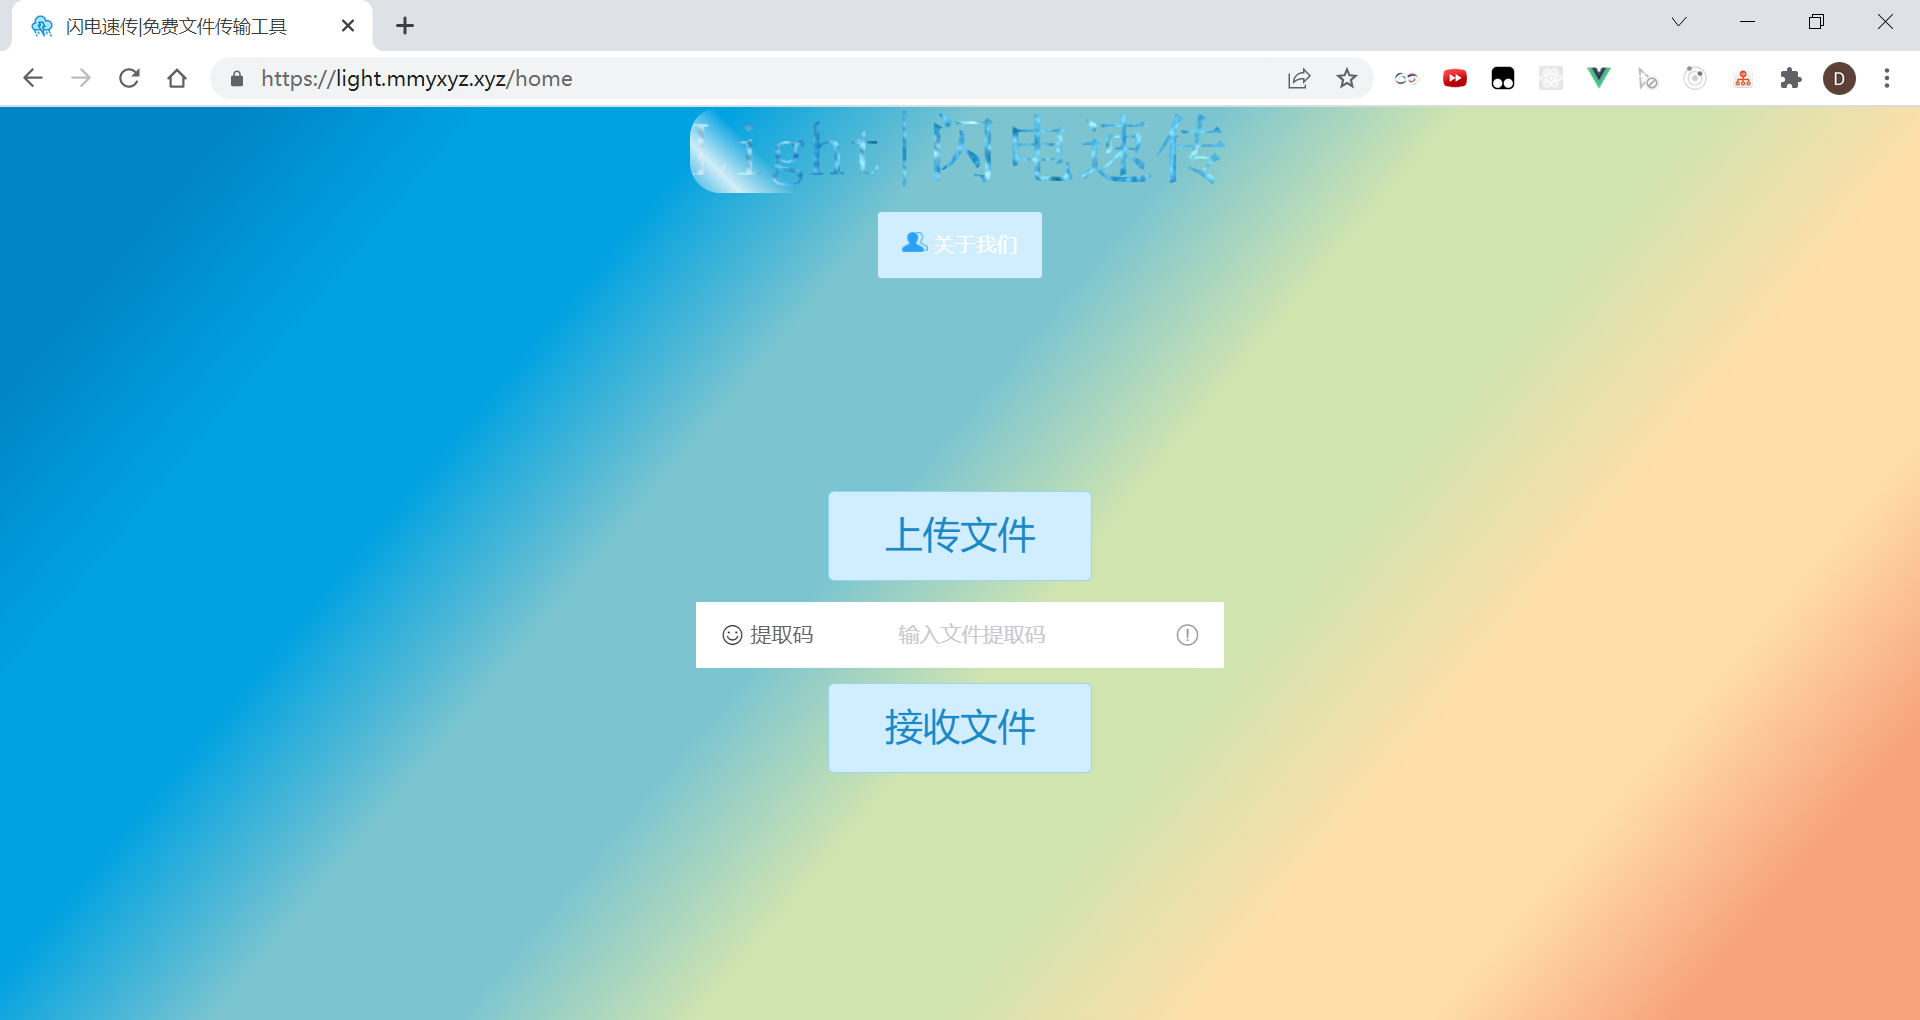 闪电速传|免费文件传输工具
https://light.mmyxyz.xyz/home
D
Light|闪电速传
关于我们
上传文件
提取码 输入文件提取码
接收文件